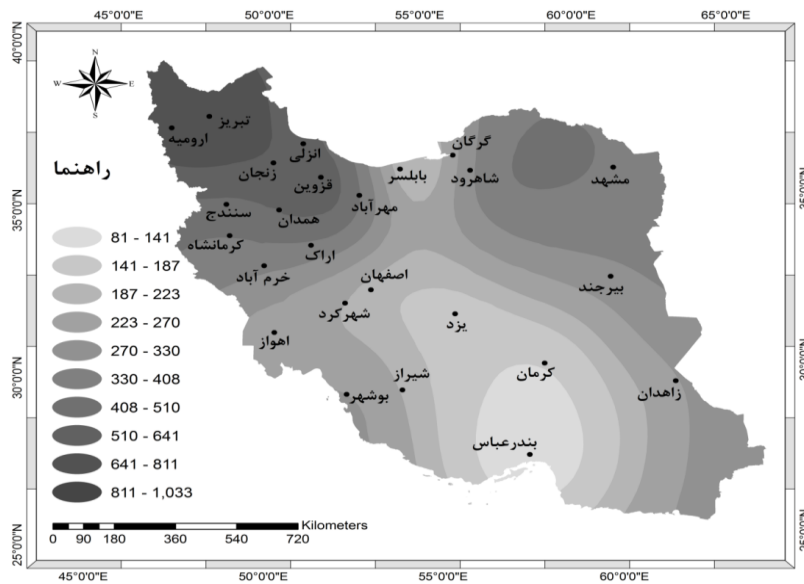 45°0'0"E 50°0'0"E 55°0'0"E 60°0'0"E 65°0'0"E
40°0'0"N
40°0'0"N
N
W E
S
تبریز
ارومیه
انزلی
گرگان
زنجان
قزوین
بابلسر
شاهرود
مشهد
راهنما
مهرآباد
سنندج
همدان
35°0'0"N
کرمانشاه
اراک
خرم آباد
اصفهان
بیرجند
شهرکرد
یزد
اهواز
شیراز
کرمان
بوشهر
زاهدان
بندرعباس
30°0'0"N
81 - 141
141 - 187
187 - 223
223 - 270
270 - 330
330 - 408
408 - 510
510 - 641
641 - 811
811 - 1,033
Kilometers
0 90 180 360 540 720
25°0'0"N
45°0'0"E 50°0'0"E 55°0'0"E 60°0'0"E